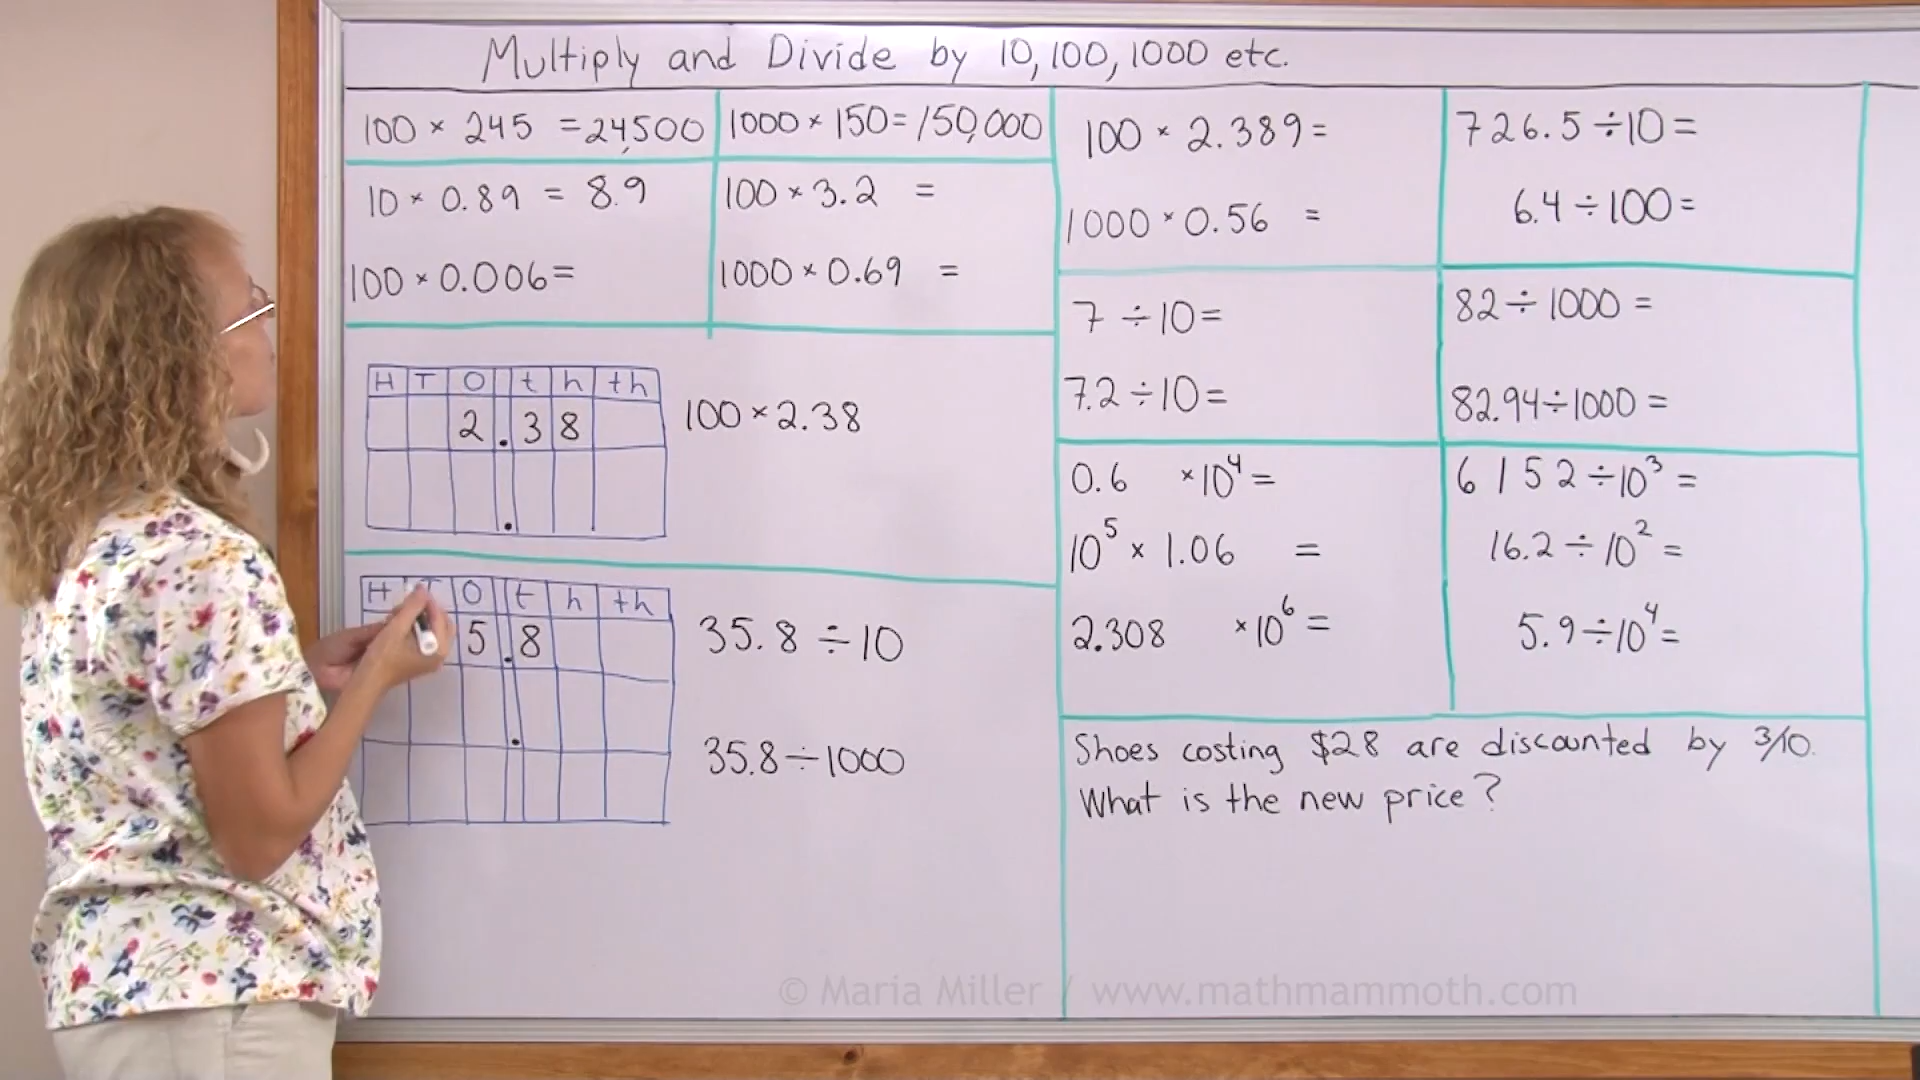 Multiply and Divide by 10, 100, 1000 etc.
100 × 245 = 24,500
1000 × 150 = 150,000
10 × 0.89 = 8.9
100 × 3.2 =
100 × 0.006 =
1000 × 0.69 =
H T O t h th
2 . 3 8
.
100 × 2.38
H T O t h th
5 . 8
.
35.8 ÷ 10
35.8 ÷ 1000
100 × 2.389 =
1000 × 0.56 =
726.5 ÷ 10 =
6.4 ÷ 100 =
7 ÷ 10 =
7.2 ÷ 10 =
82 ÷ 1000 =
82.94 ÷ 1000 =
0.6 × 10⁴ =
10⁵ × 1.06 =
2.308 × 10⁶ =
6152 ÷ 10³ =
16.2 ÷ 10² =
5.9 ÷ 10⁴ =
Shoes costing $28 are discounted by 3/10.
What is the new price?
© Maria Miller / www.mathmammoth.com